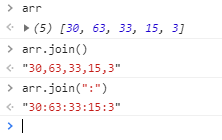 > arr
<· ▶ (5) [30, 63, 33, 15, 3]
> arr.join()
<· "30,63,33,15,3"
> arr.join(":")
<· "30:63:33:15:3"
>